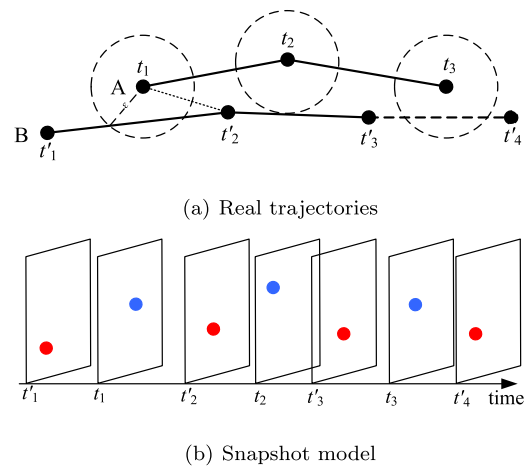 t₂
A t₁ t₃
s
B t'₁ t'₂ t'₃ t'₄
(a) Real trajectories
t'₁ t₁ t'₂ t₂ t'₃ t₃ t'₄ time
(b) Snapshot model